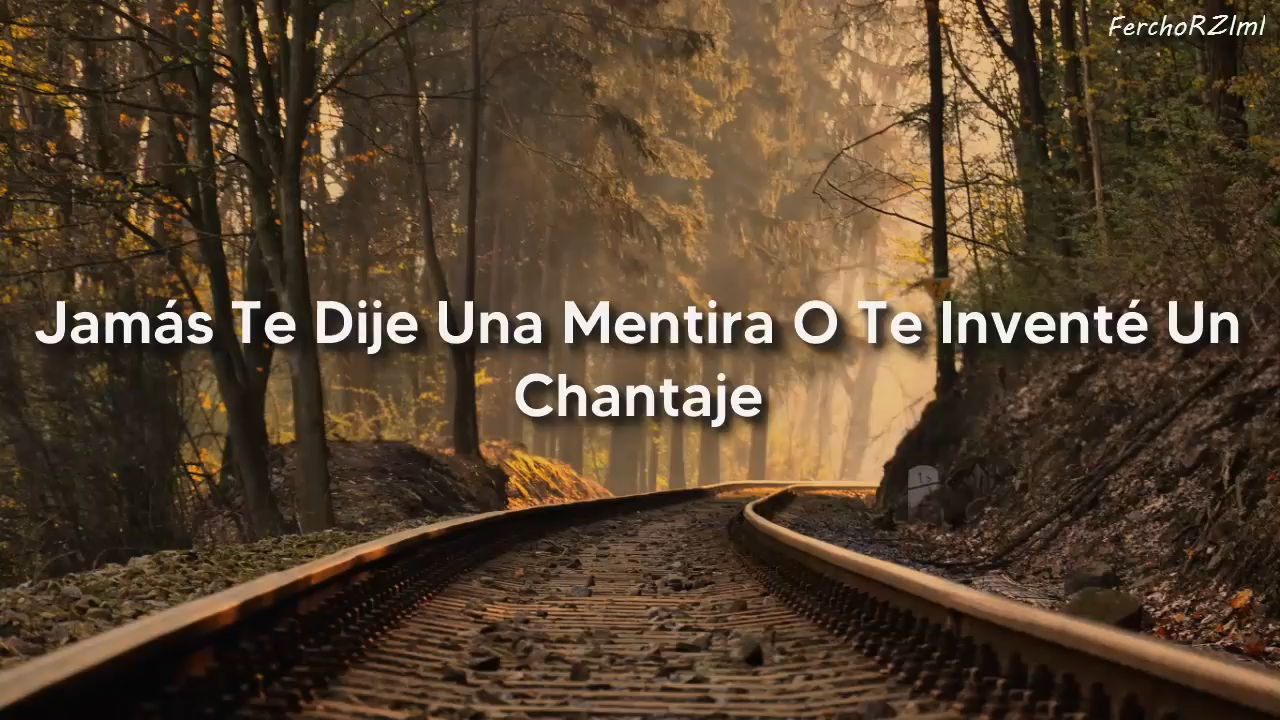 FerchoRZlml
Jamás Te Dije Una Mentira O Te Inventé Un
Chantaje